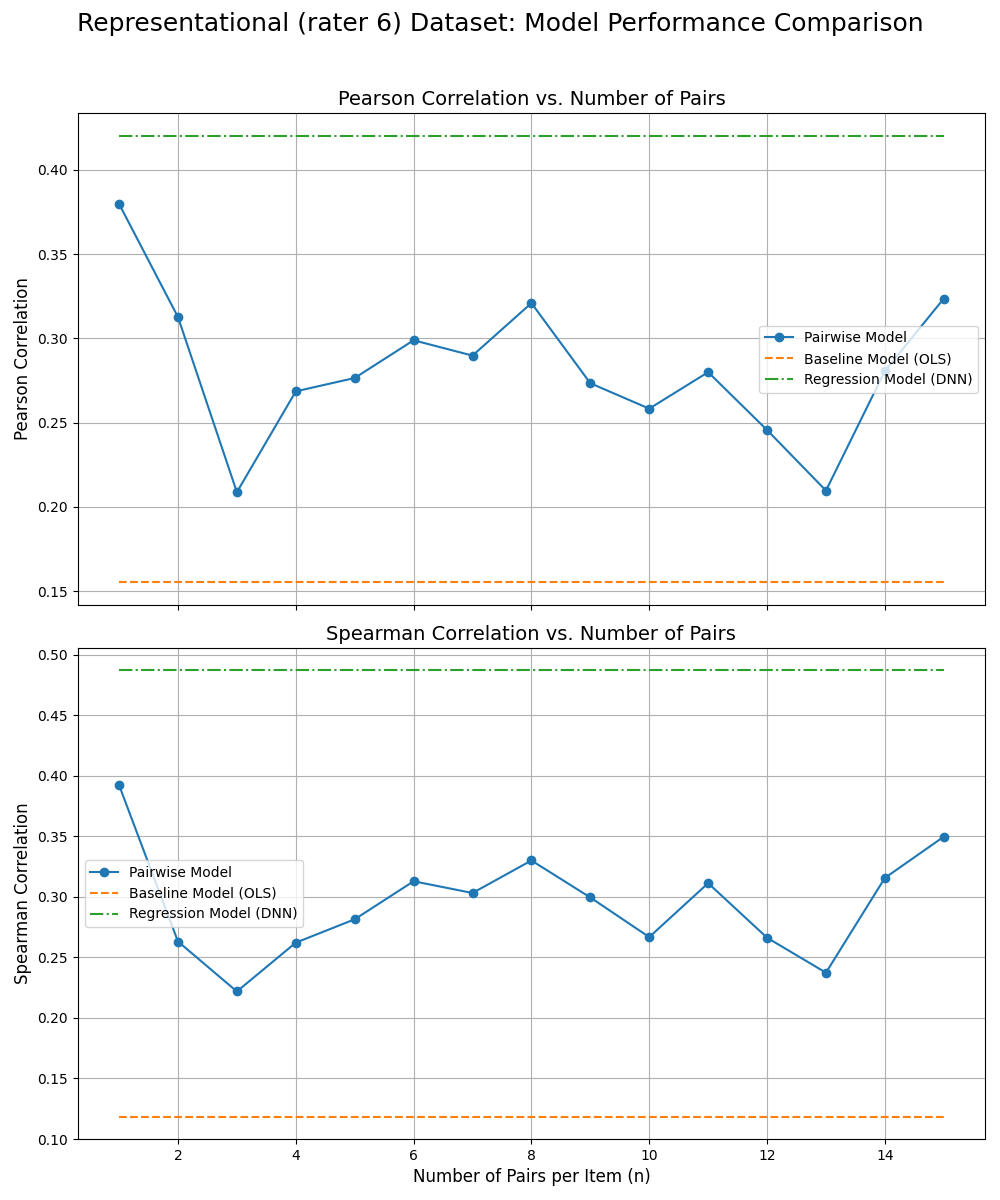 Representational (rater 6) Dataset: Model Performance Comparison
Pearson Correlation vs. Number of Pairs
Pearson Correlation
0.40
0.35
0.30
0.25
0.20
0.15
Pairwise Model
Baseline Model (OLS)
Regression Model (DNN)
Spearman Correlation vs. Number of Pairs
Spearman Correlation
0.50
0.45
0.40
0.35
0.30
0.25
0.20
0.15
0.10
Pairwise Model
Baseline Model (OLS)
Regression Model (DNN)
2 4 6 8 10 12 14
Number of Pairs per Item (n)